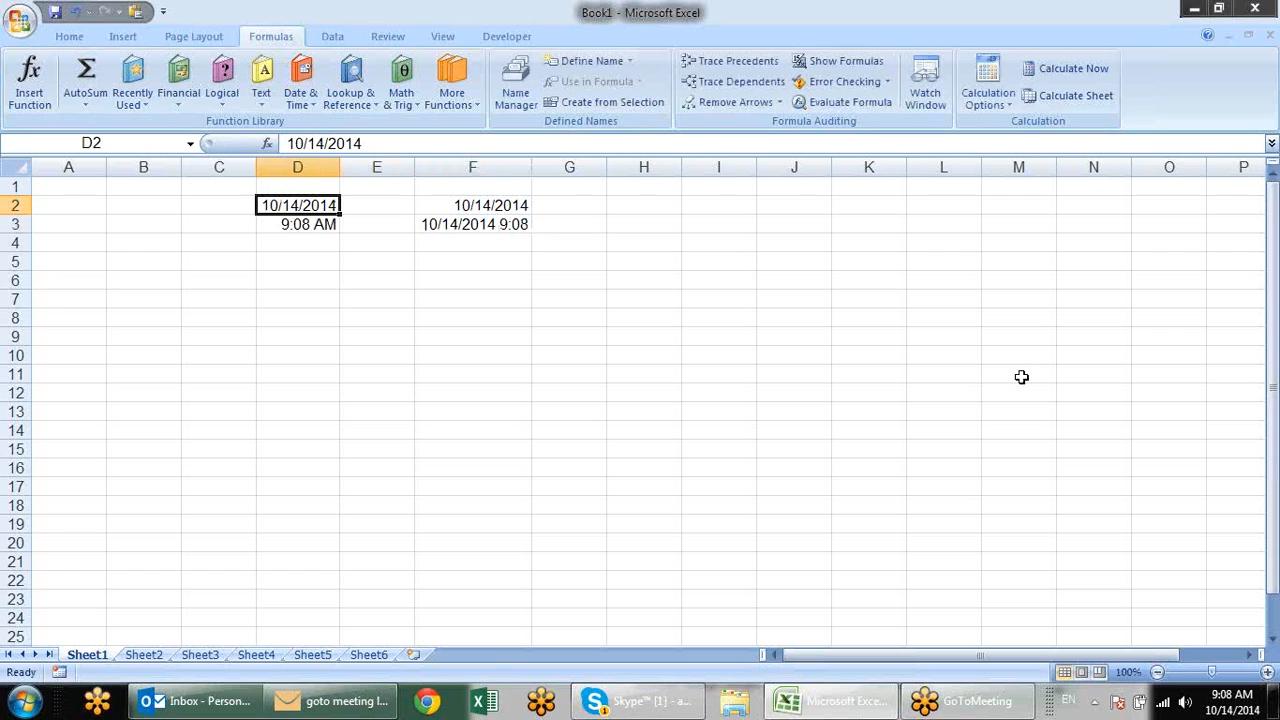 Book1 - Microsoft Excel
Home Insert Page Layout Formulas Data Review View Developer
Insert Function
AutoSum
Recently Used
Financial
Logical
Text
Date & Time
Lookup & Reference
Math & Trig
More Functions
Function Library
Name Manager
Define Name
Use in Formula
Create from Selection
Defined Names
Trace Precedents
Trace Dependents
Remove Arrows
Show Formulas
Error Checking
Evaluate Formula
Formula Auditing
Watch Window
Calculation Options
Calculate Now
Calculate Sheet
Calculation
D2 fx 10/14/2014
A B C D E F G H I J K L M N O P
1
2 10/14/2014 10/14/2014
3 9:08 AM 10/14/2014 9:08
4
5
6
7
8
9
10
11
12
13
14
15
16
17
18
19
20
21
22
23
24
25
Sheet1 Sheet2 Sheet3 Sheet4 Sheet5 Sheet6
Ready 100%
Inbox - Person... goto meeting l... Skype™ [1] - a... Microsoft Exce... GoToMeeting EN 9:08 AM
10/14/2014